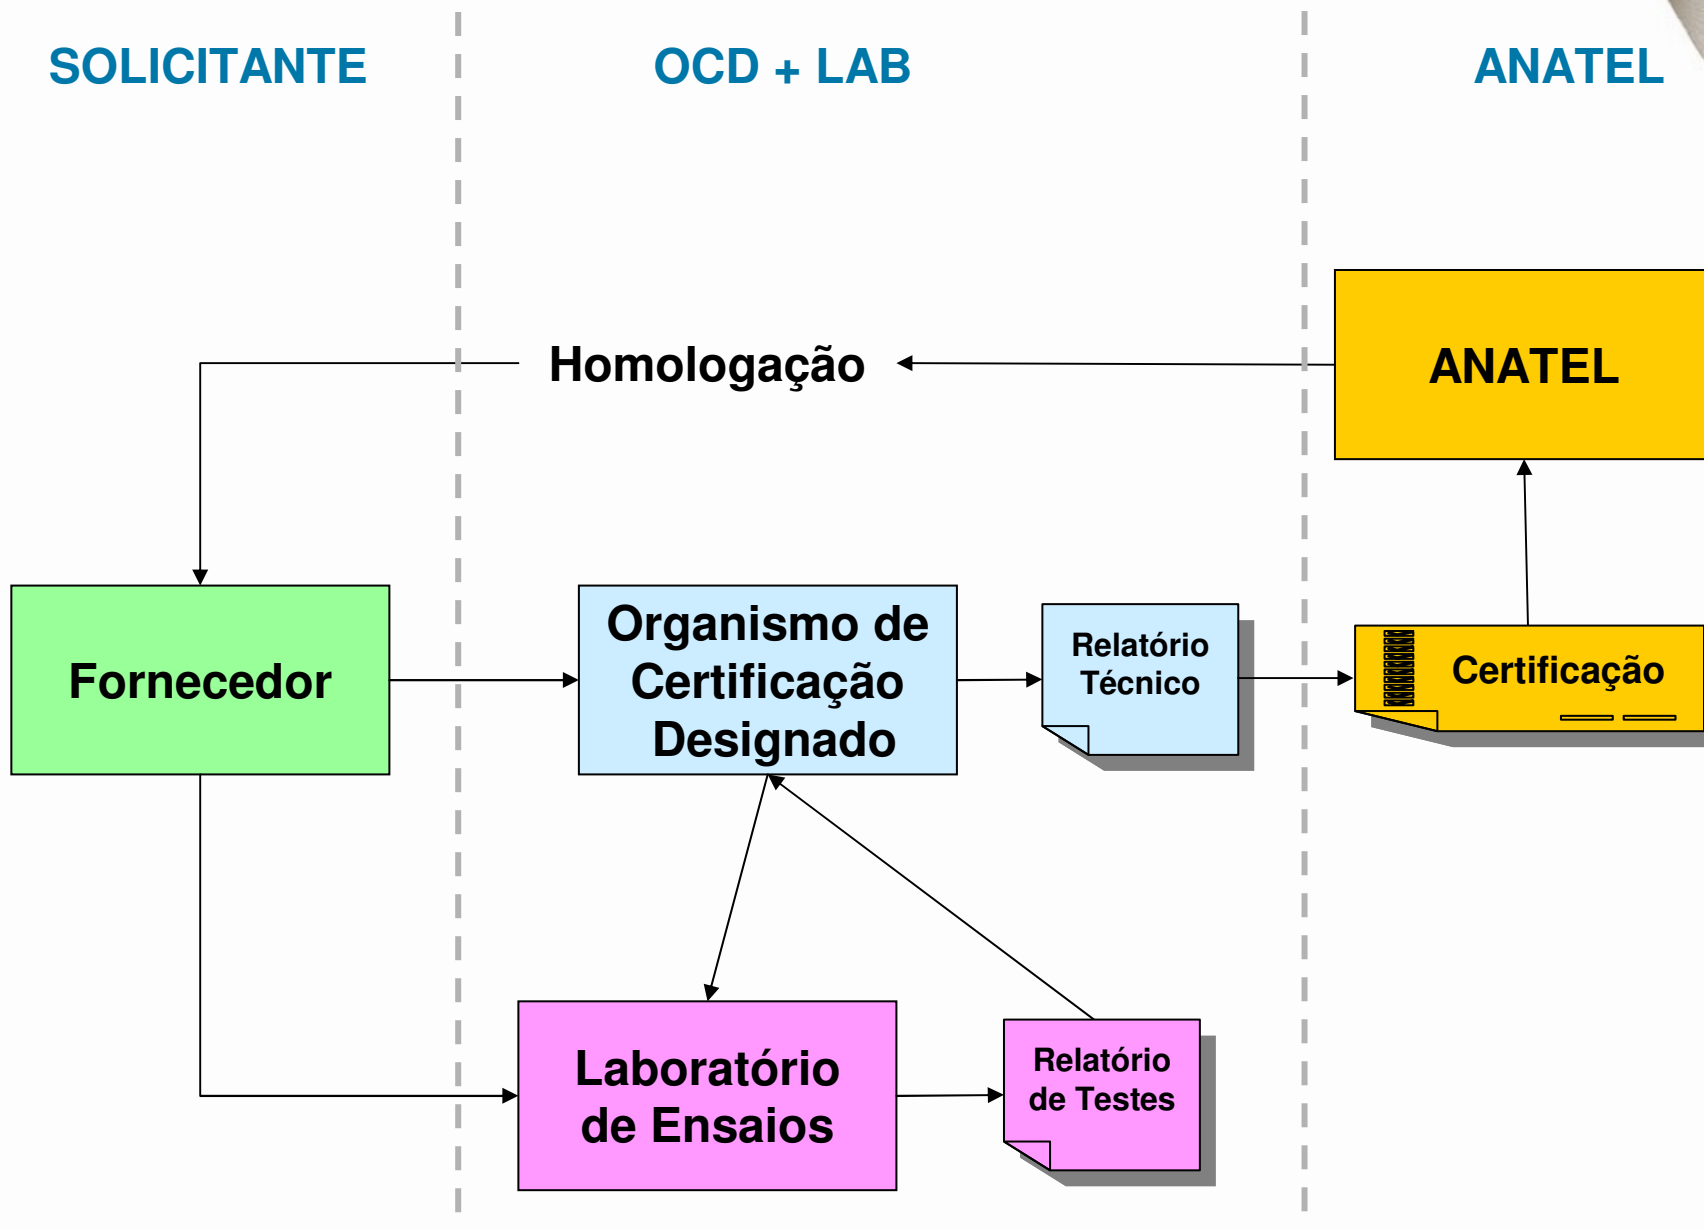 SOLICITANTE
OCD + LAB
ANATEL
Homologação
ANATEL
Fornecedor
Organismo de
Certificação
Designado
Relatório
Técnico
Certificação
Laboratório
de Ensaios
Relatório
de Testes